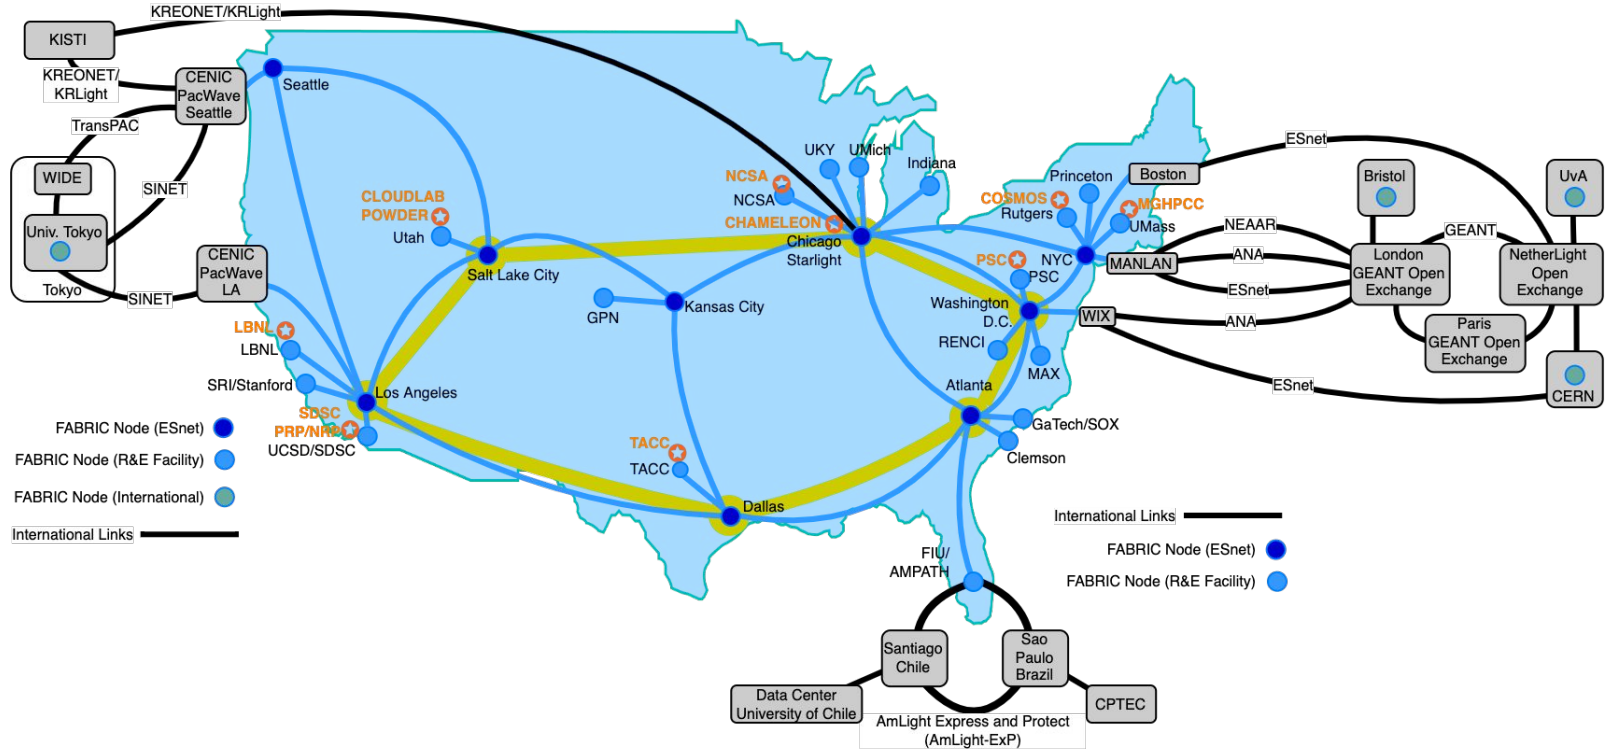 KREONET/KRLight
KISTI
KREONET/
KRLight
CENIC
PacWave
Seattle
TransPAC
WIDE
SINET
Univ. Tokyo
Tokyo
SINET
CENIC
PacWave
LA
Seattle
CLOUDLAB
POWDER
Utah
Salt Lake City
LBNL
LBNL
SRI/Stanford
Los Angeles
SDSC
PRP/NRP
UCSD/SDSC
FABRIC Node (ESnet)
FABRIC Node (R&E Facility)
FABRIC Node (International)
International Links
GPN
Kansas City
TACC
TACC
Dallas
NCSA
NCSA
CHAMELEON
UKY
UMich
Indiana
Chicago
Starlight
COSMOS
Rutgers
Princeton
MGHPCC
UMass
NYC
PSC
PSC
Washington
D.C.
RENCI
MAX
Atlanta
GaTech/SOX
Clemson
FIU/
AMPATH
Boston
MANLAN
WIX
ESnet
NEAAR
ANA
ESnet
ANA
ESnet
Bristol
UvA
GEANT
London
GEANT Open
Exchange
NetherLight
Open
Exchange
Paris
GEANT Open
Exchange
CERN
International Links
FABRIC Node (ESnet)
FABRIC Node (R&E Facility)
Santiago
Chile
Sao
Paulo
Brazil
Data Center
University of Chile
CPTEC
AmLight Express and Protect
(AmLight-ExP)